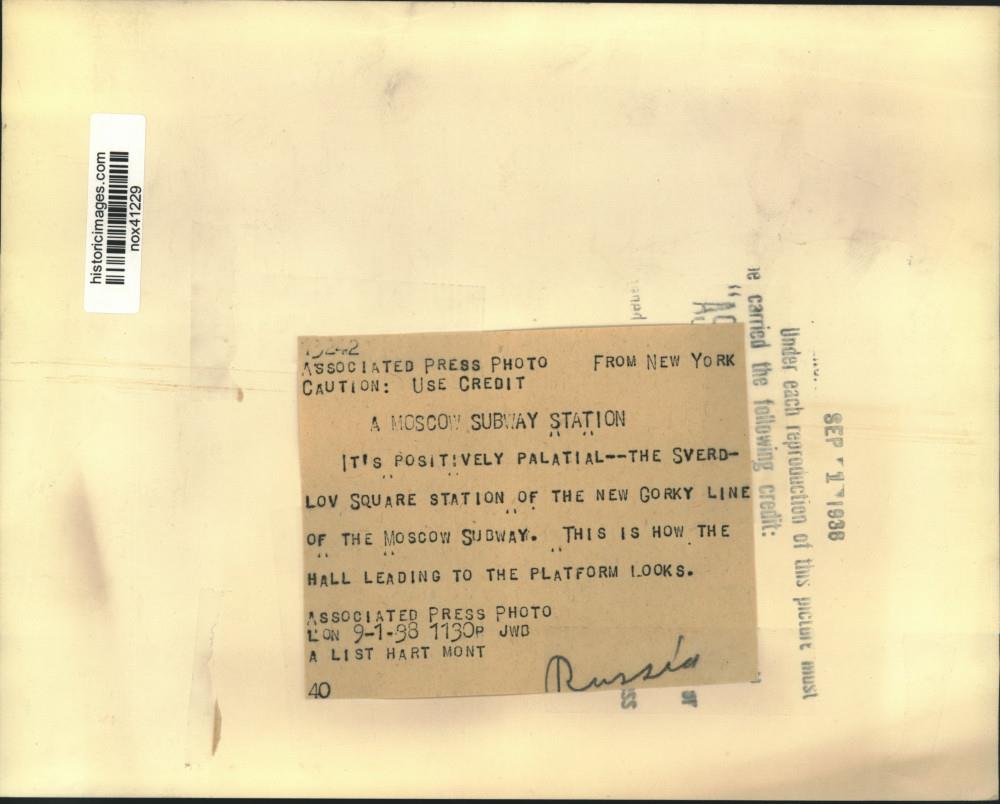 historicimages.com
nox41229
ASSOCIATED PRESS PHOTO FROM NEW YORK
CAUTION: USE CREDIT
A MOSCOW SUBWAY STATION
IT'S POSITIVELY PALATIAL--THE SVERD-
LOV SQUARE STATION OF THE NEW GORKY LINE
OF THE MOSCOW SUBWAY. THIS IS HOW THE
HALL LEADING TO THE PLATFORM LOOKS.
ASSOCIATED PRESS PHOTO
9-1-38 1130P JWB
A LIST HART MONT
40
Russia
SEP 1 1938
Under each reproduction of this picture must
carried the following credit: